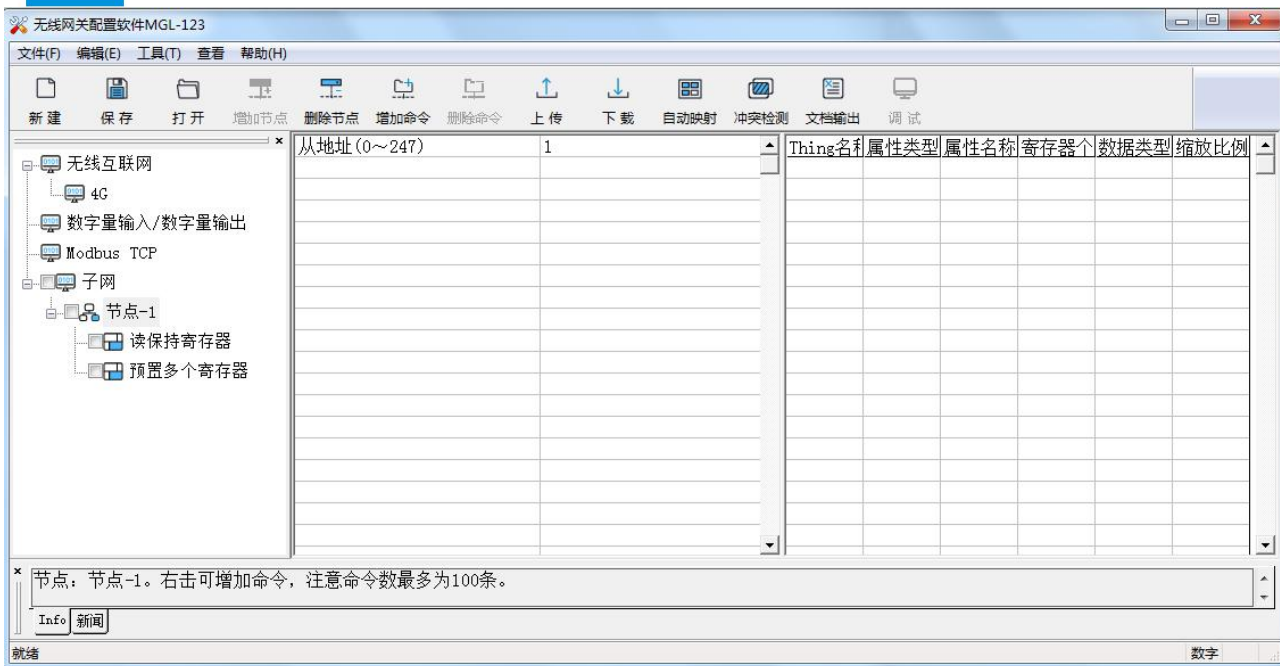 无线网关配置软件MGL-123
文件(F) 编辑(E) 工具(T) 查看 帮助(H)
新建 保存 打开 增加节点 删除节点 增加命令 删除命令 上传 下载 自动映射 冲突检测 文档输出 调试
从地址(0～247) 1
Thing名 属性类型 属性名称 寄存器个 数据类型 缩放比例
无线互联网
4G
数字量输入/数字量输出
Modbus TCP
子网
节点-1
读保持寄存器
预置多个寄存器
节点: 节点-1。右击可增加命令, 注意命令数最多为100条。
Info 新闻
就绪 数字